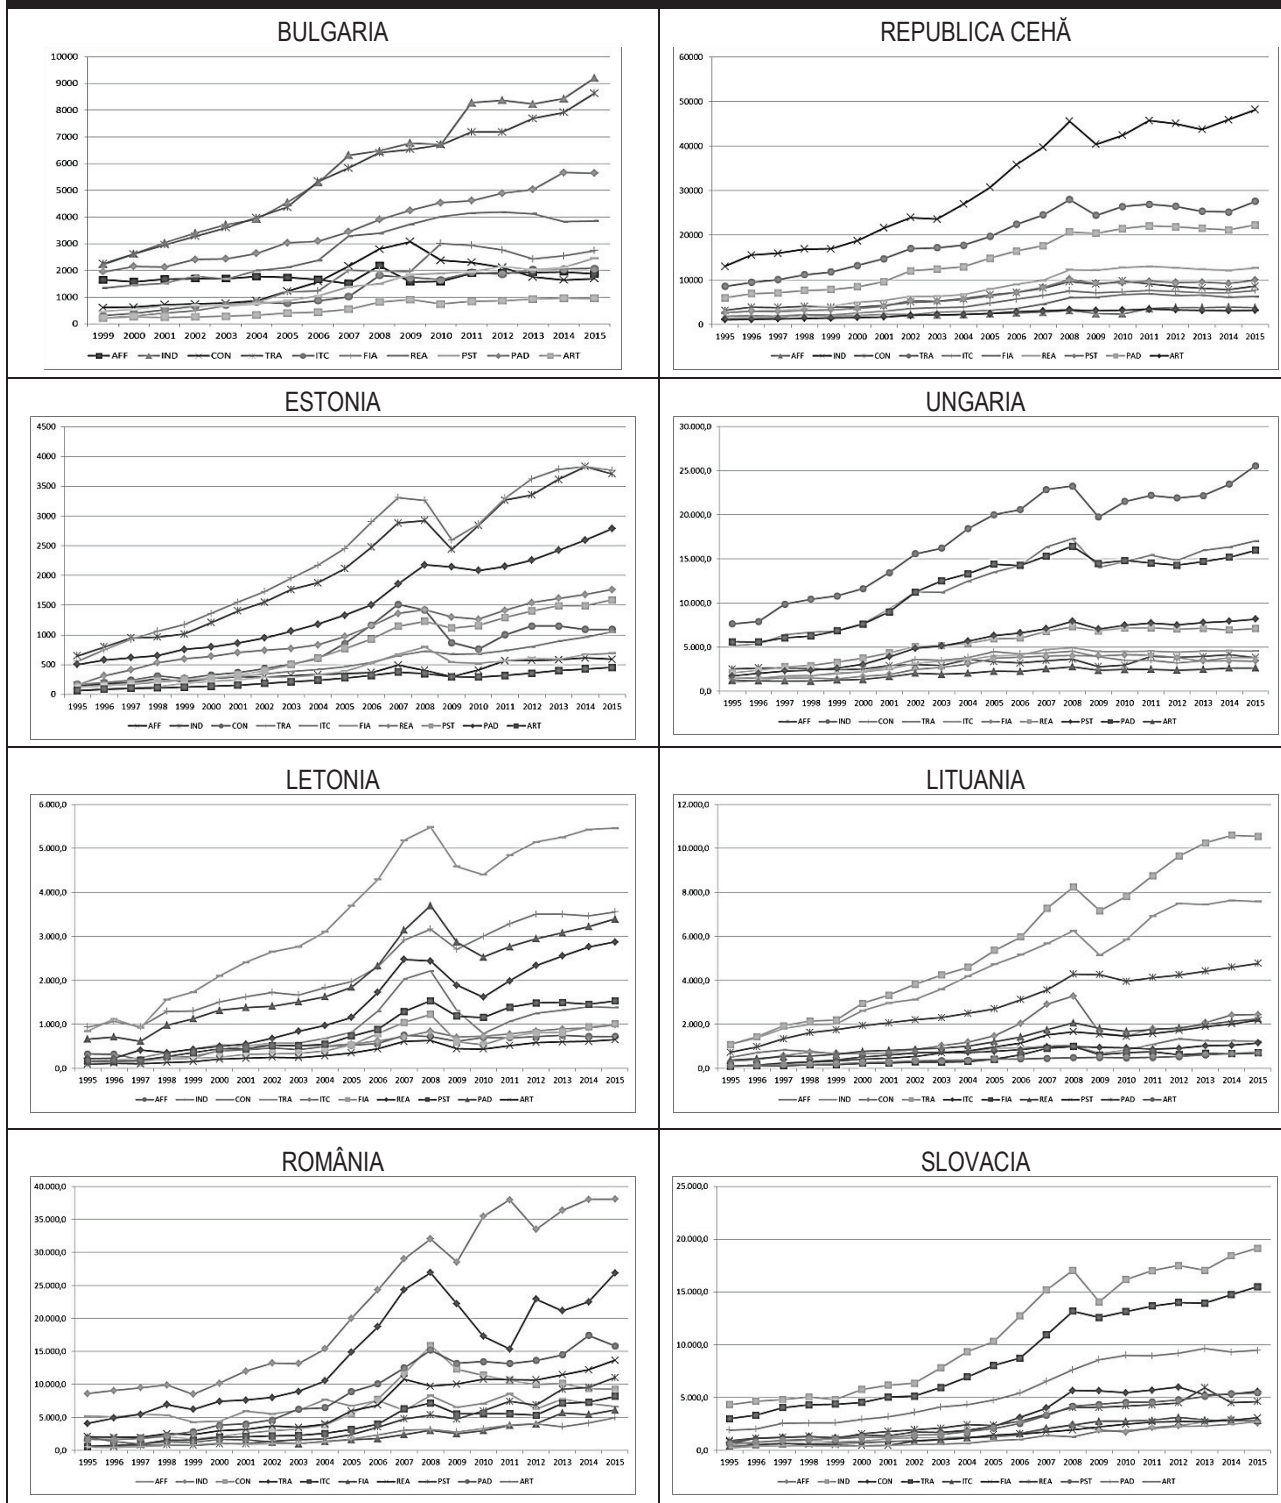 BULGARIA
10000
9000
8000
7000
6000
5000
4000
3000
2000
1000
0
1999 2000 2001 2002 2003 2004 2005 2006 2007 2008 2009 2010 2011 2012 2013 2014 2015
AFF IND CON TRA ITC FIA REA PST PAD ART
REPUBLICA CEHĂ
60000
50000
40000
30000
20000
10000
0
1995 1996 1997 1998 1999 2000 2001 2002 2003 2004 2005 2006 2007 2008 2009 2010 2011 2012 2013 2014 2015
AFF IND CON TRA ITC FIA REA PST PAD ART
ESTONIA
4500
4000
3500
3000
2500
2000
1500
1000
500
0
1995 1996 1997 1998 1999 2000 2001 2002 2003 2004 2005 2006 2007 2008 2009 2010 2011 2012 2013 2014 2015
AFF IND CON TRA ITC FIA REA PST PAD ART
UNGARIA
30.000,0
25.000,0
20.000,0
15.000,0
10.000,0
5.000,0
0,0
1995 1996 1997 1998 1999 2000 2001 2002 2003 2004 2005 2006 2007 2008 2009 2010 2011 2012 2013 2014 2015
AFF IND CON TRA ITC FIA REA PST PAD ART
LETONIA
6.000,0
5.000,0
4.000,0
3.000,0
2.000,0
1.000,0
0,0
1995 1996 1997 1998 1999 2000 2001 2002 2003 2004 2005 2006 2007 2008 2009 2010 2011 2012 2013 2014 2015
AFF IND CON TRA ITC FIA REA PST PAD ART
LITUANIA
12.000,0
10.000,0
8.000,0
6.000,0
4.000,0
2.000,0
0,0
1995 1996 1997 1998 1999 2000 2001 2002 2003 2004 2005 2006 2007 2008 2009 2010 2011 2012 2013 2014 2015
AFF IND CON TRA ITC FIA REA PST PAD ART
ROMÂNIA
40.000,0
35.000,0
30.000,0
25.000,0
20.000,0
15.000,0
10.000,0
5.000,0
0,0
1995 1996 1997 1998 1999 2000 2001 2002 2003 2004 2005 2006 2007 2008 2009 2010 2011 2012 2013 2014 2015
AFF IND CON TRA ITC FIA REA PST PAD ART
SLOVACIA
25.000,0
20.000,0
15.000,0
10.000,0
5.000,0
0,0
1995 1996 1997 1998 1999 2000 2001 2002 2003 2004 2005 2006 2007 2008 2009 2010 2011 2012 2013 2014 2015
AFF IND CON TRA ITC FIA REA PST PAD ART